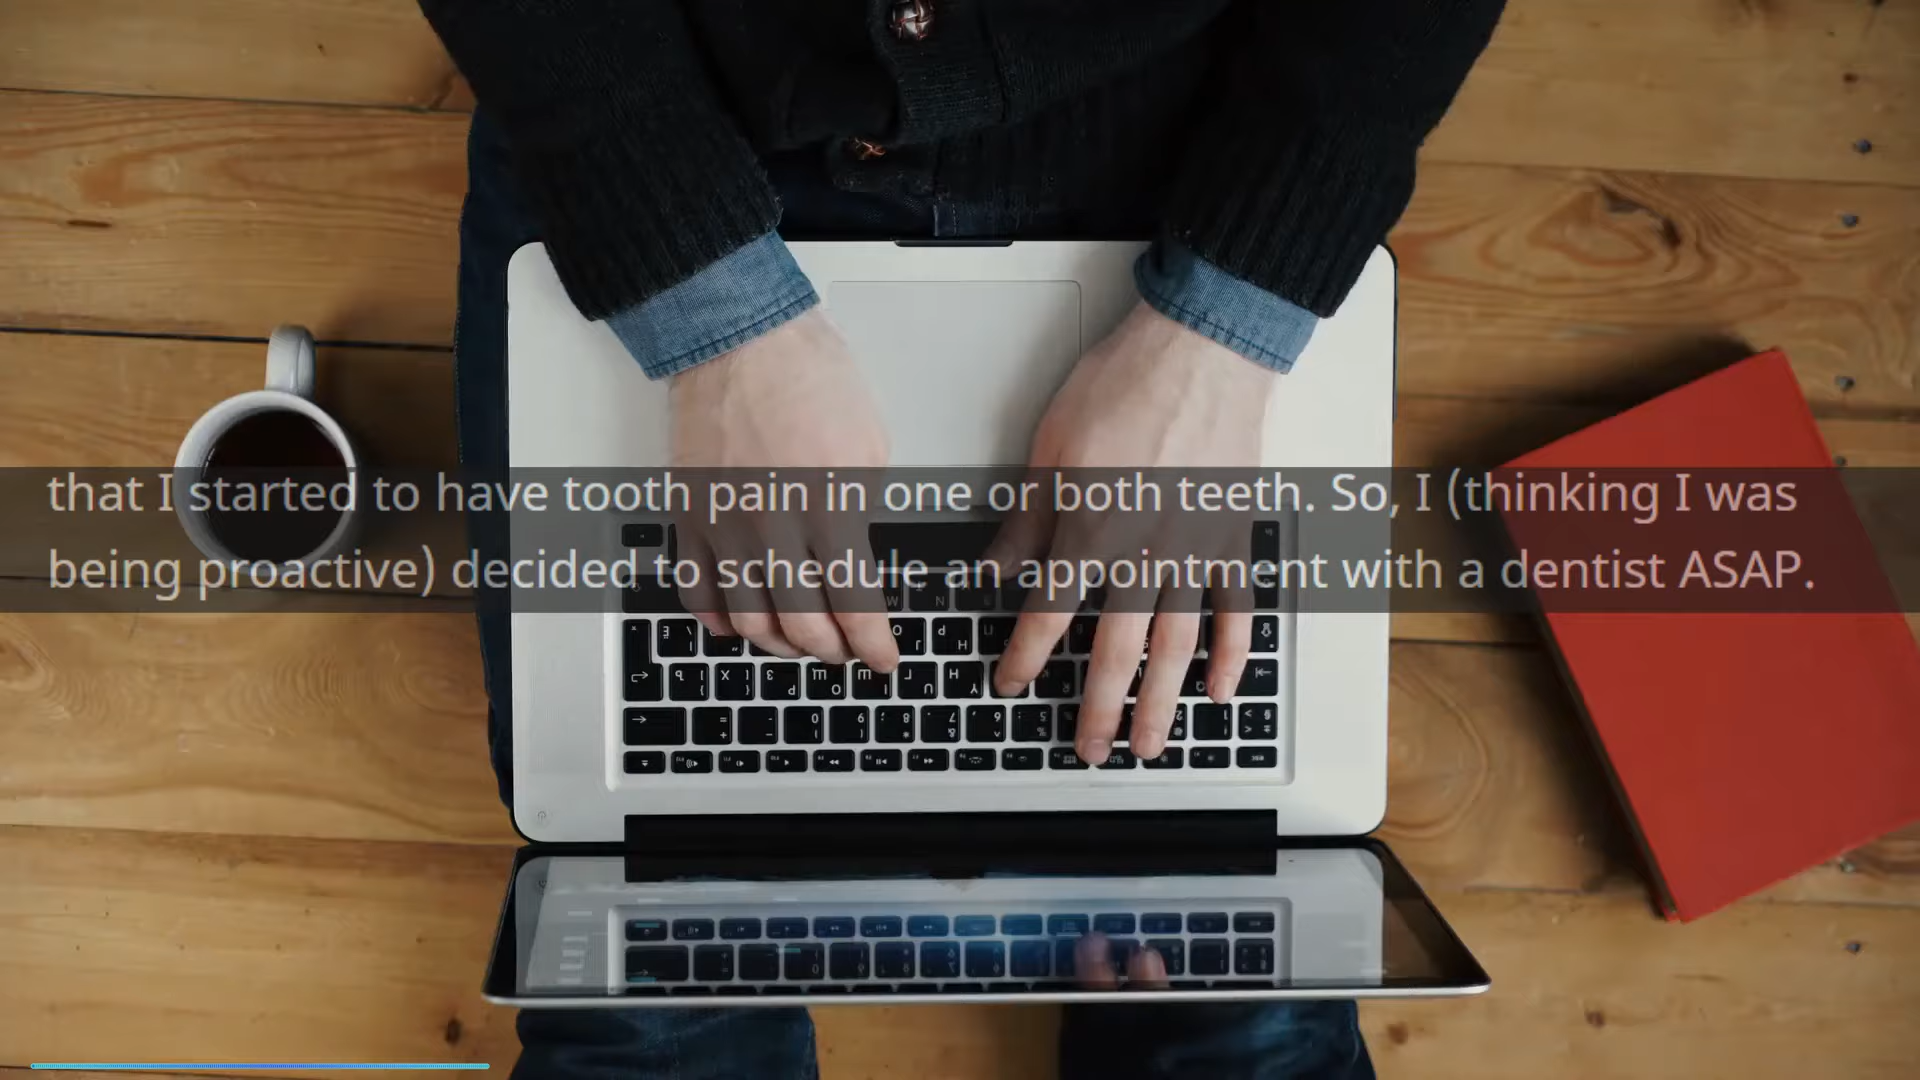 that I started to have tooth pain in one or both teeth. So, I (thinking I was
being proactive) decided to schedule an appointment with a dentist ASAP.